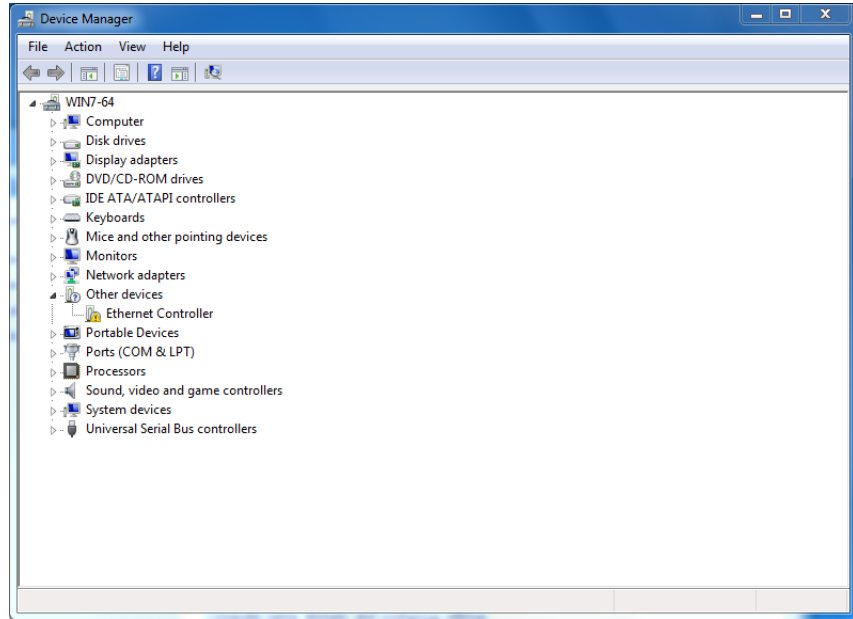 Device Manager
File Action View Help
WIN7-64
Computer
Disk drives
Display adapters
DVD/CD-ROM drives
IDE ATA/ATAPI controllers
Keyboards
Mice and other pointing devices
Monitors
Network adapters
Other devices
Ethernet Controller
Portable Devices
Ports (COM & LPT)
Processors
Sound, video and game controllers
System devices
Universal Serial Bus controllers